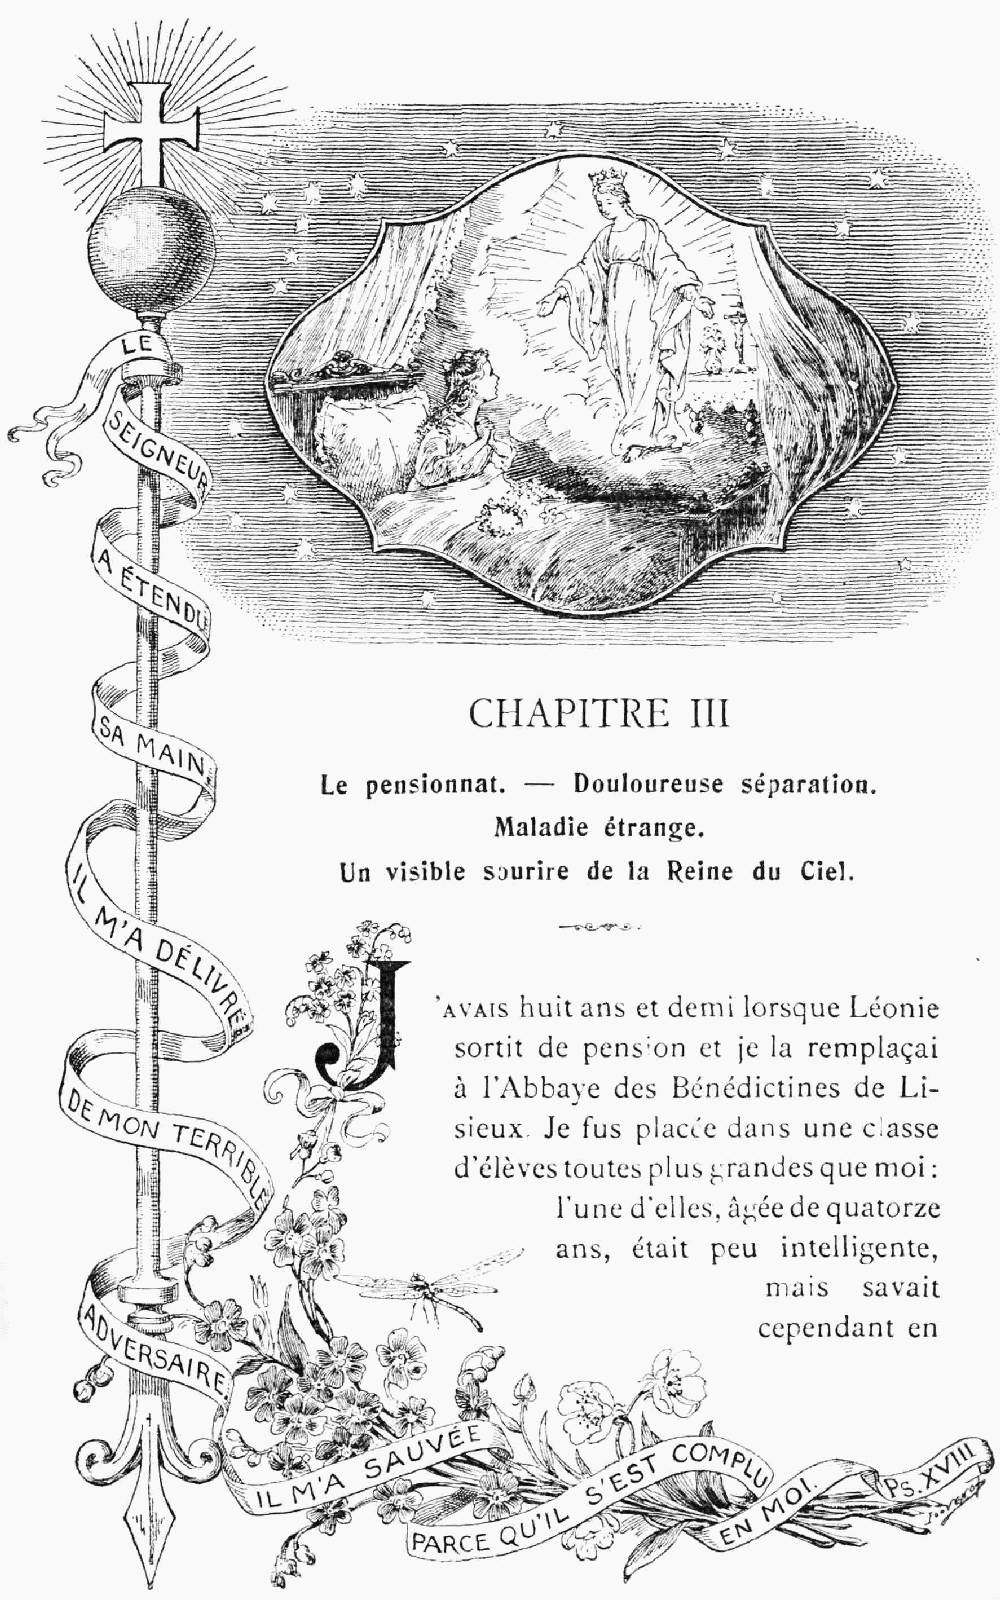 LE
SEIGNEUR
A ÉTENDU
SA MAIN
IL M'A DÉLIVRÉ
DE MON TERRIBLE
ADVERSAIRE.
IL M'A SAUVÉE
PARCE QU'IL S'EST COMPLU
EN MOI.
Ps. XVIII
CHAPITRE III
Le pensionnat. — Douloureuse séparation.
Maladie étrange.
Un visible sourire de la Reine du Ciel.
J'AVAIS huit ans et demi lorsque Léonie
sortit de pension et je la remplaçai
à l'Abbaye des Bénédictines de Li-
sieux. Je fus placée dans une classe
d'élèves toutes plus grandes que moi :
l'une d'elles, âgée de quatorze
ans, était peu intelligente,
mais savait
cependant en